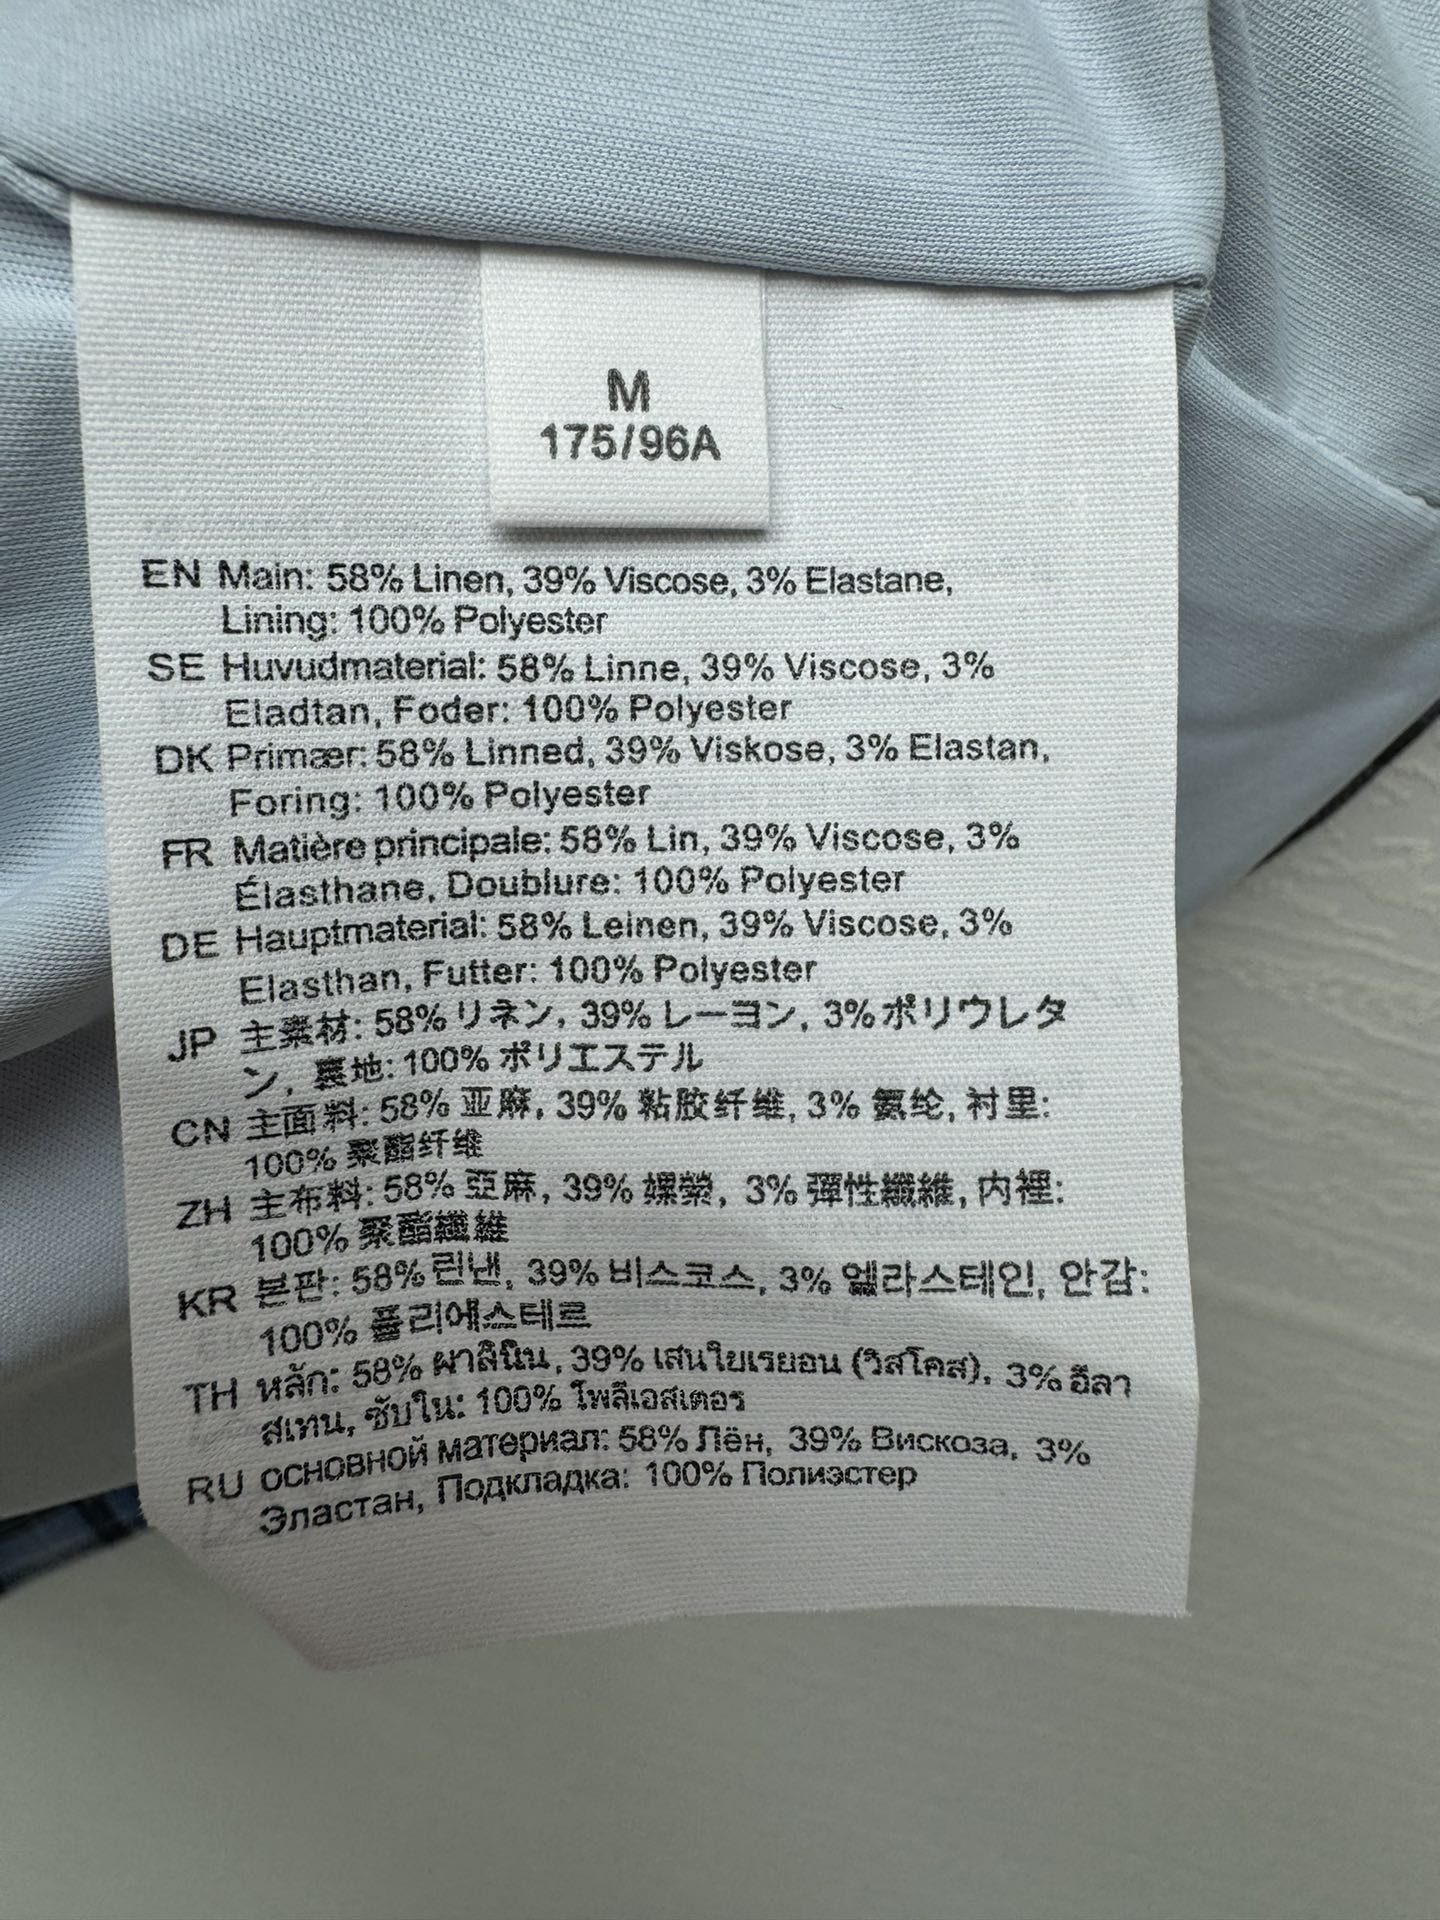 M
175/96A
EN Main: 58% Linen, 39% Viscose, 3% Elastane,
Lining: 100% Polyester
SE Huvudmaterial: 58% Linne, 39% Viscose, 3%
Eladtan, Foder: 100% Polyester
DK Primær: 58% Linned, 39% Viskose, 3% Elastan,
Foring: 100% Polyester
FR Matière principale: 58% Lin, 39% Viscose, 3%
Élasthane, Doublure: 100% Polyester
DE Hauptmaterial: 58% Leinen, 39% Viscose, 3%
Elasthan, Futter: 100% Polyester
JP 主素材: 58% リネン, 39% レーヨン, 3% ポリウレタ
ン, 裏地: 100% ポリエステル
CN 主面料: 58% 亚麻, 39% 粘胶纤维, 3% 氨纶, 衬里:
100% 聚酯纤维
ZH 主布料: 58% 亞麻, 39% 嫘縈, 3% 彈性纖維, 內裡:
100% 聚酯纖維
KR 본판: 58% 린낸, 39% 비스코스, 3% 엘라스테인, 안감:
100% 폴리에스테르
TH หลัก: 58% ผ้าลินิน, 39% เส้นใยเรยอน (วิสโคส), 3% อีลา
สเทน, ซับใน: 100% โพลีเอสเตอร์
RU основной материал: 58% Лён, 39% Вискоза, 3%
Эластан, Подкладка: 100% Полиэстер